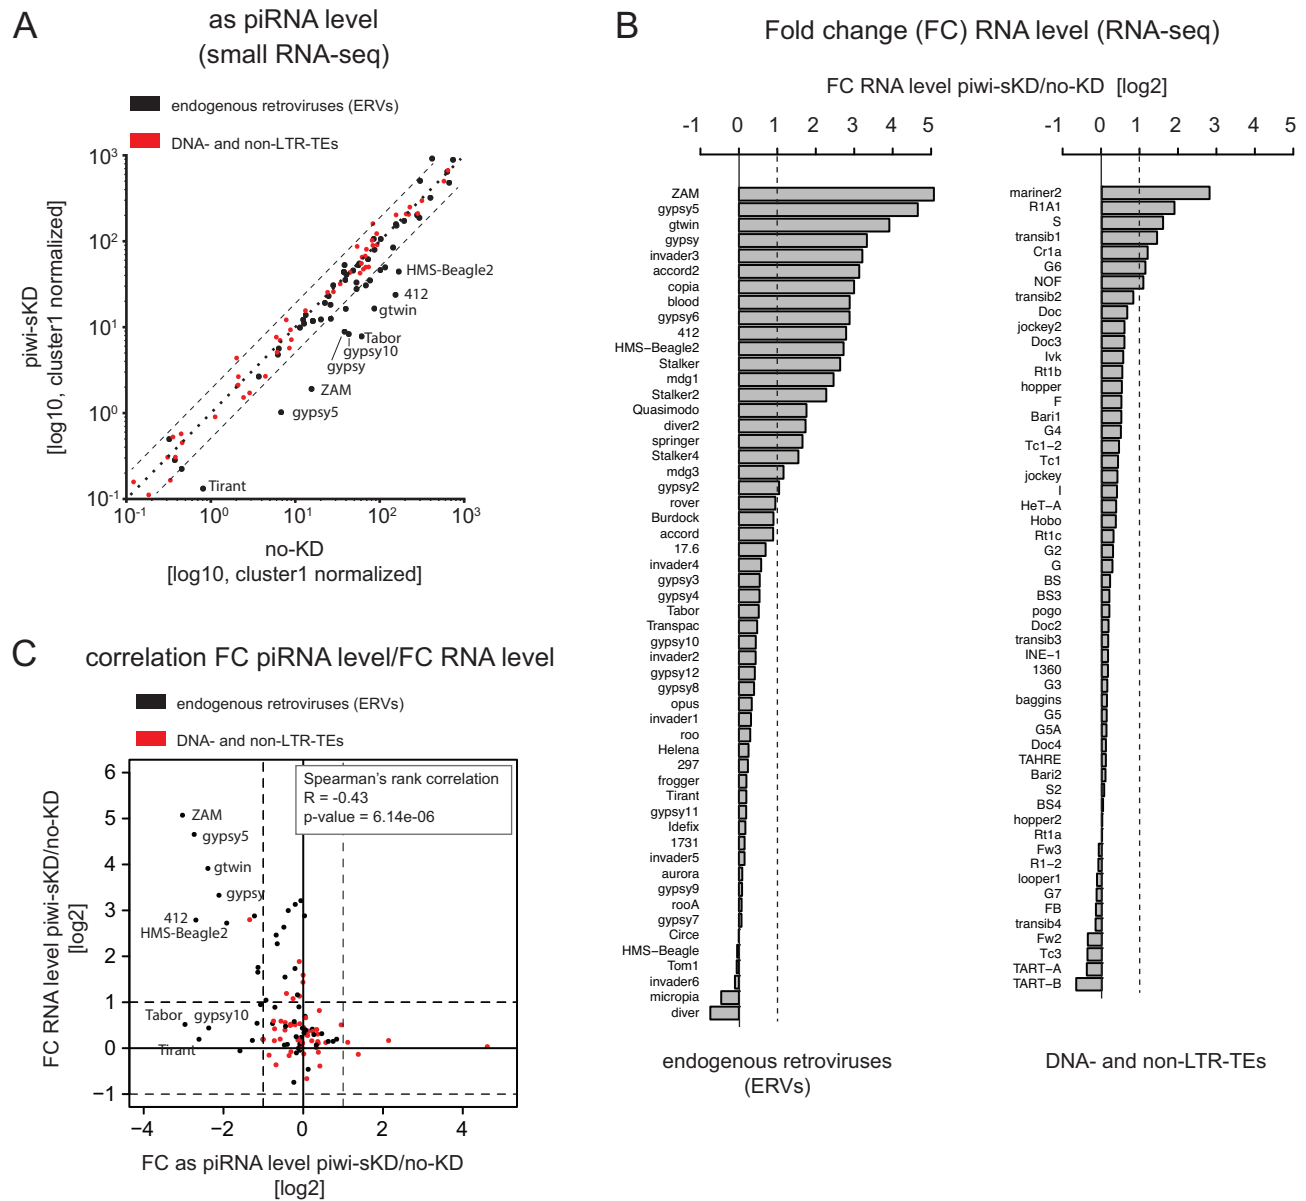 A
as piRNA level
(small RNA-seq)
endogenous retroviruses (ERVs)
DNA- and non-LTR-TEs
piwi-sKD
[log10, cluster1 normalized]
10³
10²
10¹
10⁰
10⁻¹
HMS-Beagle2
412
gtwin
Tabor
gypsy10
gypsy
ZAM
gypsy5
Tirant
10⁻¹ 10⁰ 10¹ 10² 10³
no-KD
[log10, cluster1 normalized]
B
Fold change (FC) RNA level (RNA-seq)
FC RNA level piwi-sKD/no-KD [log2]
-1 0 1 2 3 4 5
ZAM
gypsy5
gtwin
gypsy
invader3
accord2
copia
blood
gypsy6
412
HMS−Beagle2
Stalker
mdg1
Stalker2
Quasimodo
diver2
springer
Stalker4
mdg3
gypsy2
rover
Burdock
accord
17.6
invader4
gypsy3
gypsy4
Tabor
Transpac
gypsy10
invader2
gypsy12
gypsy8
opus
invader1
roo
Helena
297
frogger
Tirant
gypsy11
Idefix
1731
invader5
aurora
gypsy9
rooA
gypsy7
Circe
HMS−Beagle
Tom1
invader6
micropia
diver
endogenous retroviruses
(ERVs)
-1 0 1 2 3 4 5
mariner2
R1A1
S
transib1
Cr1a
G6
NOF
transib2
Doc
jockey2
Doc3
Ivk
Rt1b
hopper
F
Bari1
G4
Tc1−2
Tc1
jockey
I
HeT−A
Hobo
Rt1c
G2
G
BS
BS3
pogo
Doc2
transib3
INE−1
1360
G3
baggins
G5
G5A
Doc4
TAHRE
Bari2
S2
BS4
hopper2
Rt1a
Fw3
R1−2
looper1
G7
FB
transib4
Fw2
Tc3
TART−A
TART−B
DNA- and non-LTR-TEs
C
correlation FC piRNA level/FC RNA level
endogenous retroviruses (ERVs)
DNA- and non-LTR-TEs
FC RNA level piwi-sKD/no-KD
[log2]
6
5
4
3
2
1
0
−1
Spearman's rank correlation
R = -0.43
p-value = 6.14e-06
ZAM
gypsy5
gtwin
gypsy
412
HMS-Beagle2
Tabor gypsy10
Tirant
−4 −2 0 2 4
FC as piRNA level piwi-sKD/no-KD
[log2]